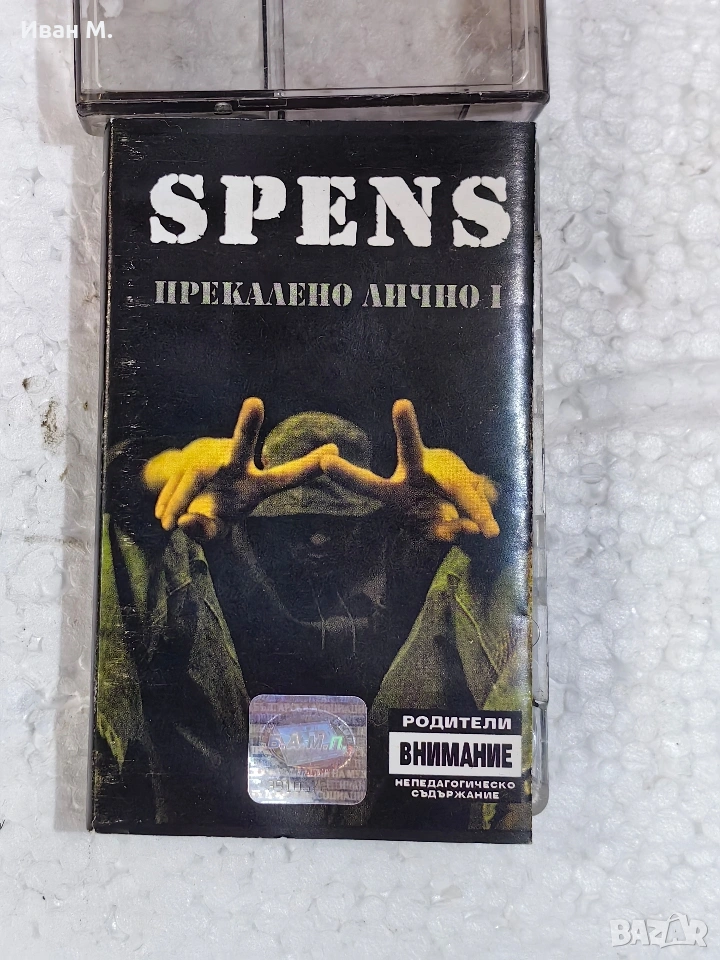 Иван М.
SPENS
ПРЕКАЛЕНО ЛИЧНО I
Б.А.М.П.
РОДИТЕЛИ
ВНИМАНИЕ
НЕПЕДАГОГИЧЕСКО
СЪДЪРЖАНИЕ
BAZAR